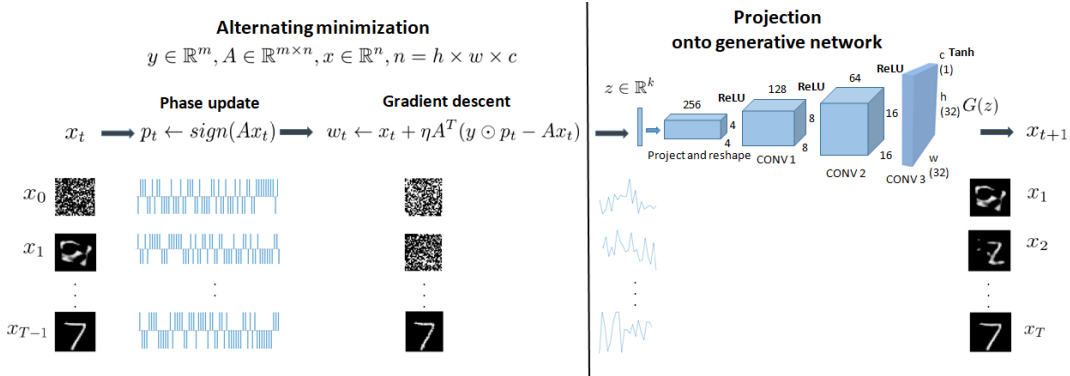 Alternating minimization
y ∈ ℝ^m, A ∈ ℝ^{m×n}, x ∈ ℝ^n, n = h × w × c
Phase update
Gradient descent
x_t
p_t ← sign(Ax_t)
w_t ← x_t + ηA^T(y ⊙ p_t − Ax_t)
x_0
x_1
x_{T−1}
Projection
onto generative network
z ∈ ℝ^k
256
4
4
Project and reshape
ReLU
128
8
8
CONV 1
ReLU
64
16
16
CONV 2
ReLU
c Tanh
(1)
h
(32)
w
(32)
CONV 3
G(z)
x_{t+1}
x_1
x_2
x_T